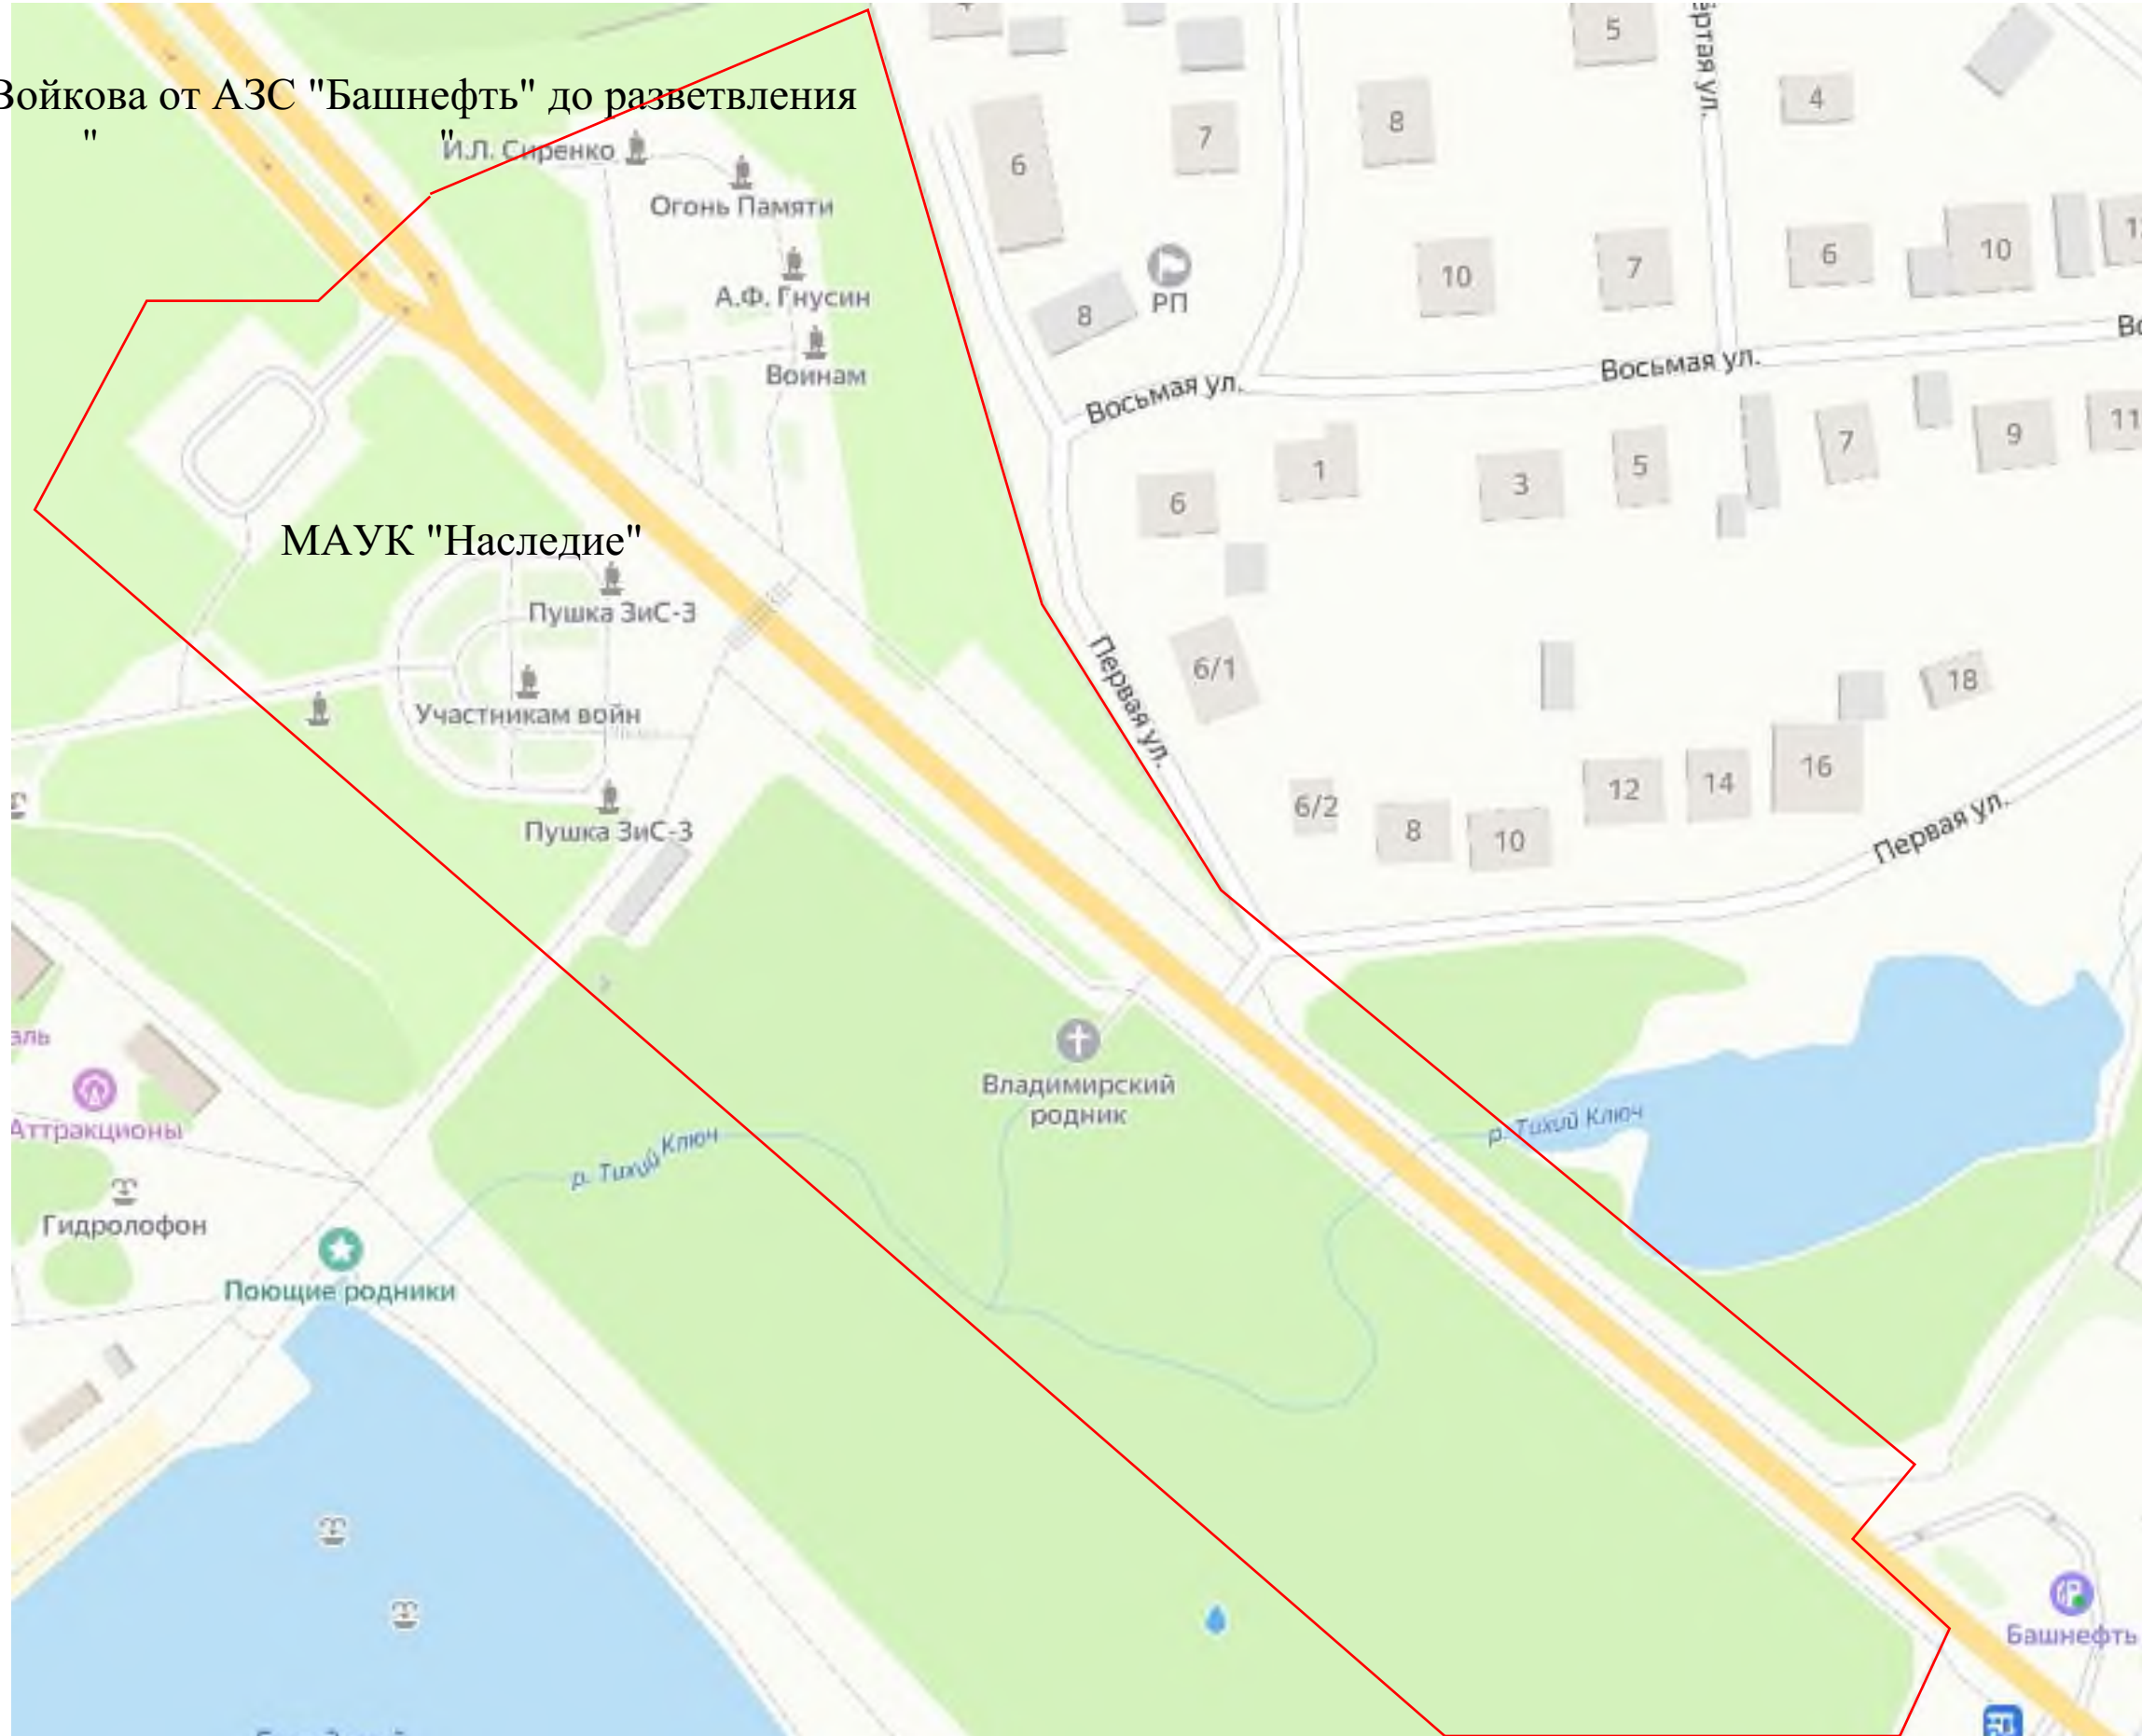 Войкова от АЗС "Башнефть" до разветвления
" "
И.Л. Сиренко
Огонь Памяти
А.Ф. Гнусин
Воинам
МАУК "Наследие"
Пушка ЗиС-3
Участникам войн
Пушка ЗиС-3
Аттракционы
Гидролофон
Поющие родники
р. Тихий Ключ
Владимирский
родник
р. Тихий Ключ
Башнефть
РП
Восьмая ул.
Восьмая ул.
Первая ул.
Первая ул.
5
4
6
7
8
8
10
7
6
10
6
1
3
5
7
9
11
6/1
18
6/2
8
10
12
14
16